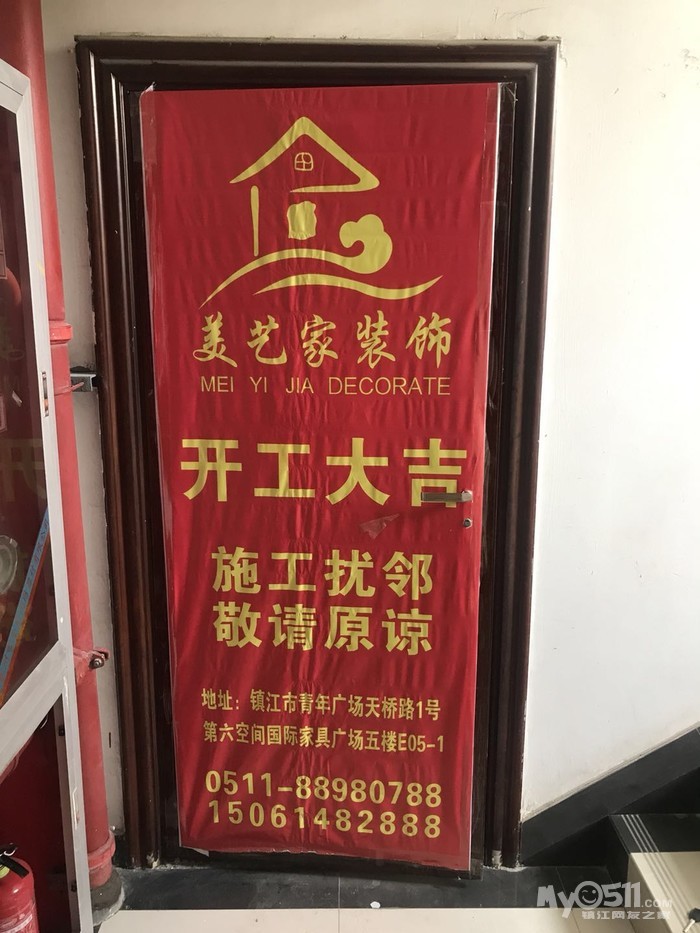 美艺家装饰
MEI YI JIA DECORATE
开工大吉
施工扰邻
敬请原谅
地址：镇江市青年广场天桥路1号
第六空间国际家具广场五楼E05-1
0511-88980788
15061482888
My0511.COM
镇江网友之家